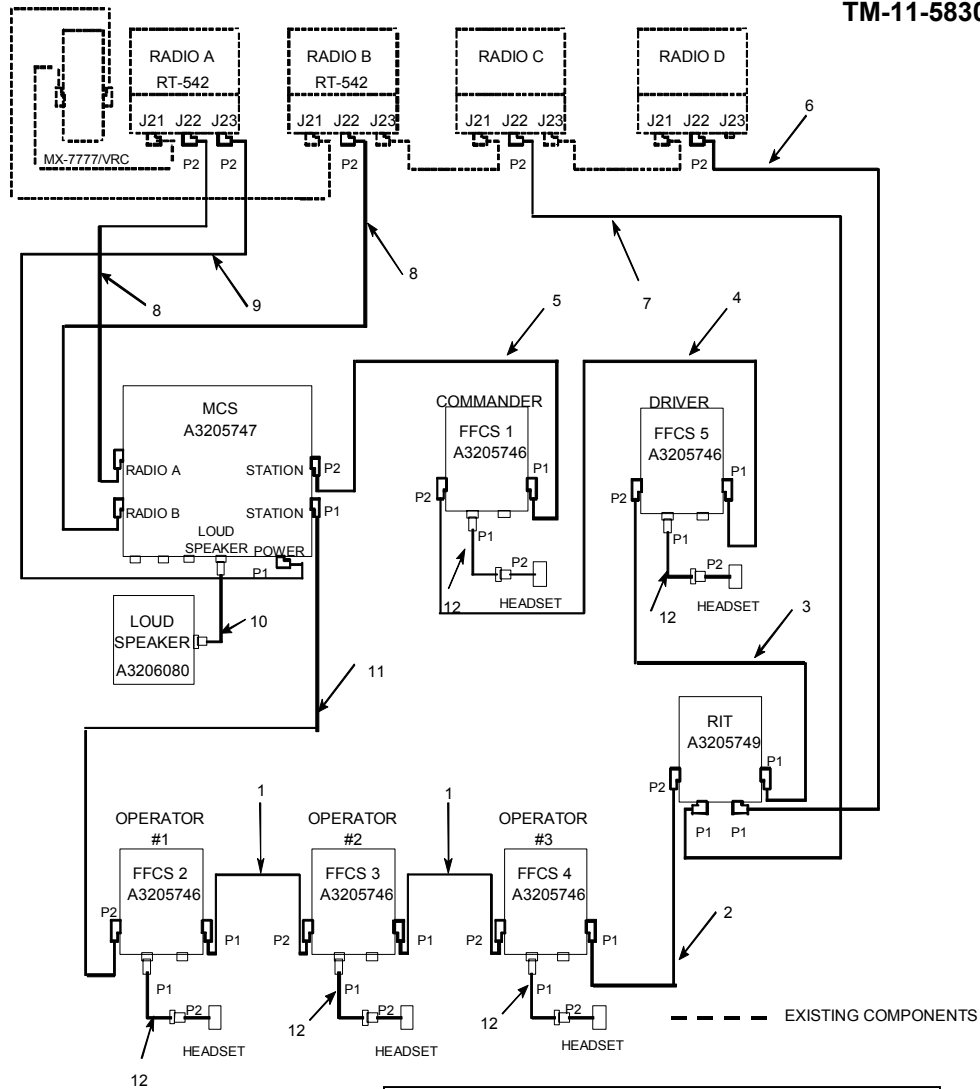 TM-11-5830
RADIO A
RT-542
RADIO B
RT-542
RADIO C
RADIO D
J21 J22 J23
J21 J22 J23
J21 J22 J23
J21 J22 J23
MX-7777/VRC
P2 P2
P2
P2
P2
6
8
9
8
7
5
4
MCS
A3205747
RADIO A
STATION
P2
RADIO B
STATION
P1
LOUD
SPEAKER
POWER
P1
COMMANDER
FFCS 1
A3205746
P1
P2
P1
P2
12
HEADSET
DRIVER
FFCS 5
A3205746
P1
P2
P1
P2
12
HEADSET
LOUD
SPEAKER
A3206080
10
11
3
RIT
A3205749
P1
P2
P1 P1
1
1
OPERATOR
#1
FFCS 2
A3205746
P2
P1
P1
P2
HEADSET
12
OPERATOR
#2
FFCS 3
A3205746
P2
P1
P1
P2
12
HEADSET
OPERATOR
#3
FFCS 4
A3205746
P2
P1
P1
P2
12
HEADSET
2
EXISTING COMPONENTS